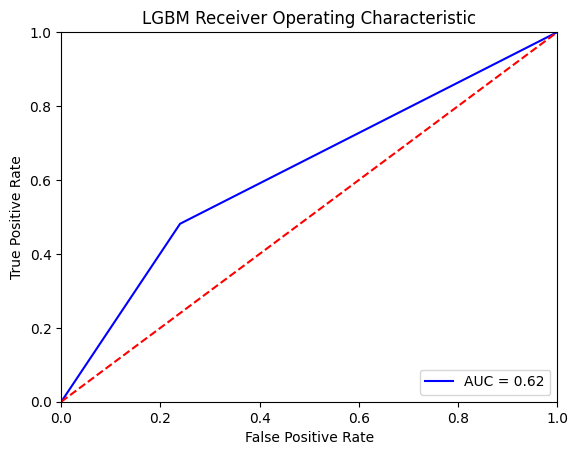 LGBM Receiver Operating Characteristic
1.0
0.8
0.6
0.4
0.2
0.0
True Positive Rate
AUC = 0.62
0.0 0.2 0.4 0.6 0.8 1.0
False Positive Rate